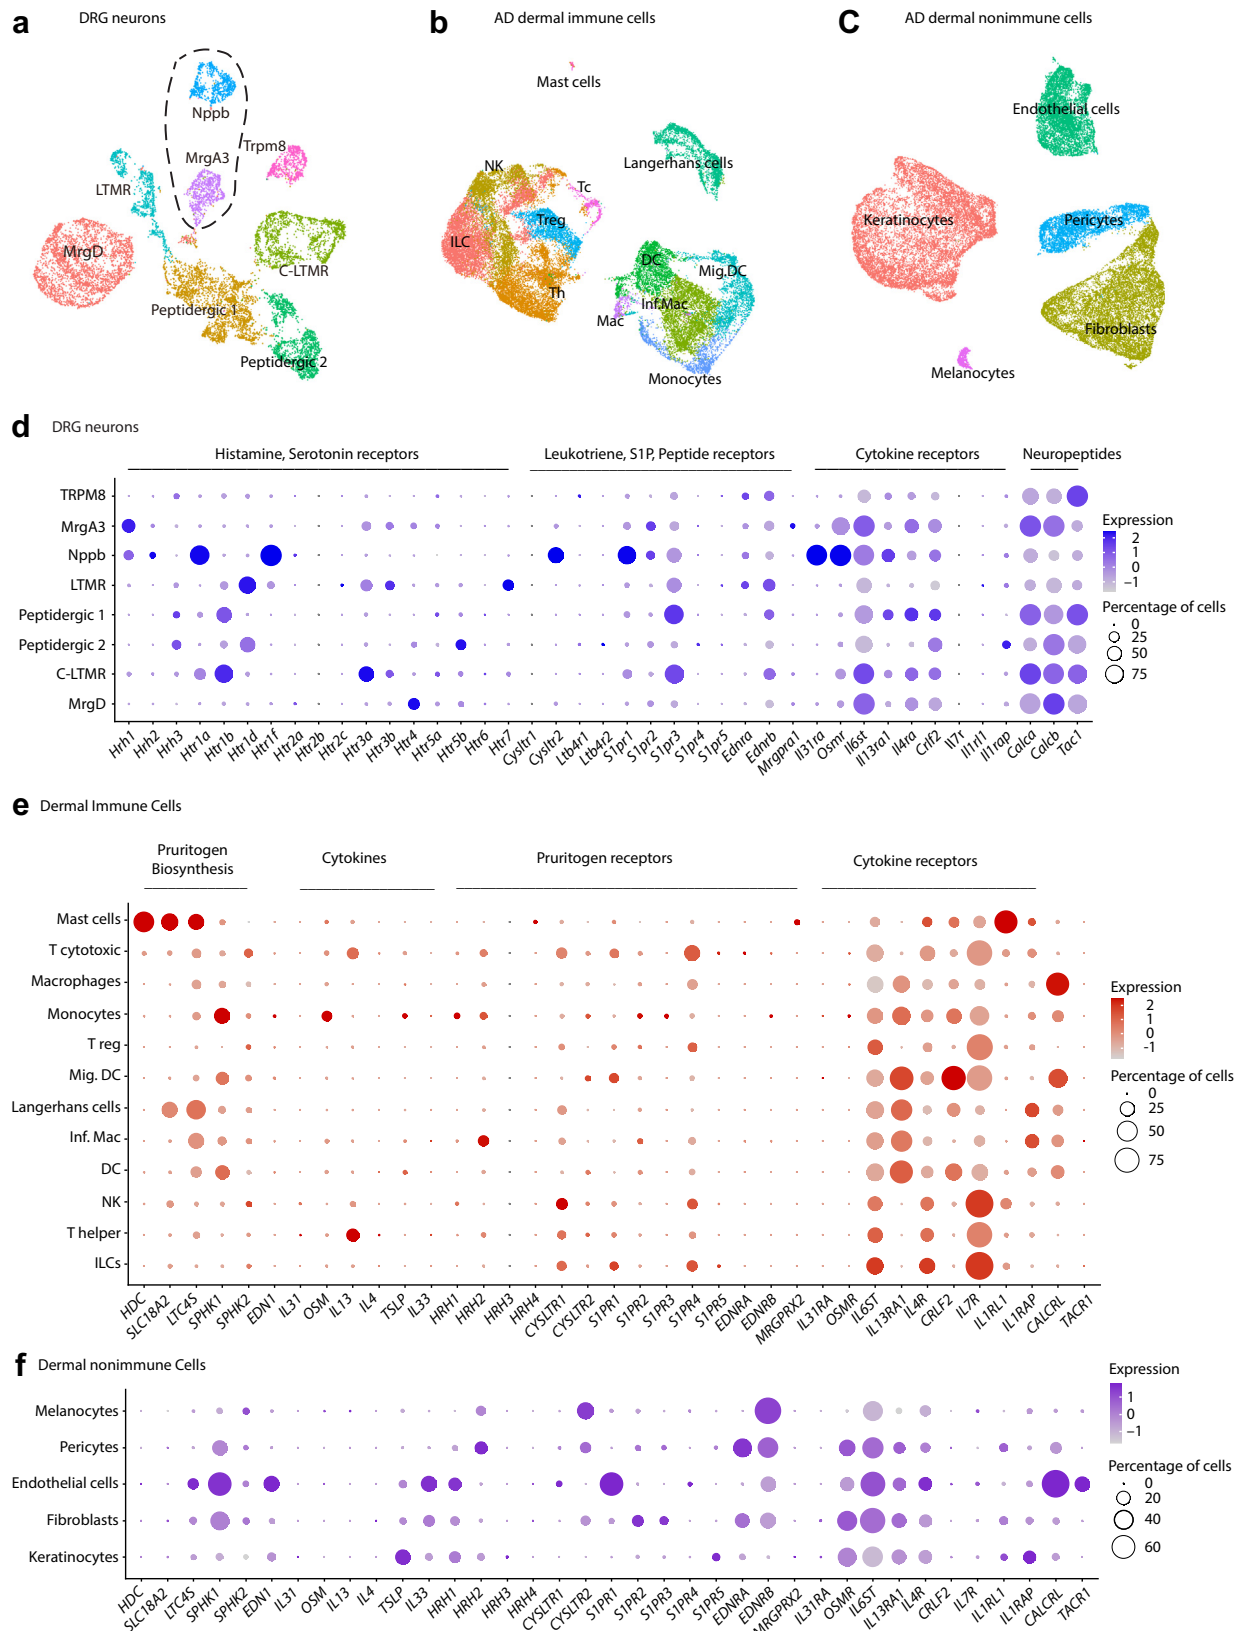 a DRG neurons
b AD dermal immune cells
C AD dermal nonimmune cells
Nppb
MrgA3
Trpm8
LTMR
MrgD
C-LTMR
Peptidergic 1
Peptidergic 2
Mast cells
Langerhans cells
NK
Tc
Treg
ILC
Th
DC
Mig.DC
Inf.Mac
Mac
Monocytes
Endothelial cells
Keratinocytes
Pericytes
Fibroblasts
Melanocytes
d DRG neurons
Histamine, Serotonin receptors
Leukotriene, S1P, Peptide receptors
Cytokine receptors
Neuropeptides
TRPM8
MrgA3
Nppb
LTMR
Peptidergic 1
Peptidergic 2
C-LTMR
MrgD
Hrh1 Hrh2 Hrh3 Htr1a Htr1b Htr1d Htr1f Htr2a Htr2b Htr2c Htr3a Htr3b Htr4 Htr5a Htr5b Htr6 Htr7 Cysltr1 Cysltr2 Ltb4r1 Ltb4r2 S1pr1 S1pr2 S1pr3 S1pr4 S1pr5 Ednra Ednrb Mrgpra1 Il31ra Osmr Il6st Il13ra1 Il4ra Crlf2 Il7r Il1rl1 Il1rap Calca Calcb Tac1
Expression
2
1
0
−1
Percentage of cells
0
25
50
75
e Dermal Immune Cells
Pruritogen
Biosynthesis
Cytokines
Pruritogen receptors
Cytokine receptors
Mast cells
T cytotoxic
Macrophages
Monocytes
T reg
Mig. DC
Langerhans cells
Inf. Mac
DC
NK
T helper
ILCs
HDC SLC18A2 LTC4S SPHK1 SPHK2 EDN1 IL31 OSM IL13 IL4 TSLP IL33 HRH1 HRH2 HRH3 HRH4 CYSLTR1 CYSLTR2 S1PR1 S1PR2 S1PR3 S1PR4 S1PR5 EDNRA EDNRB MRGPRX2 IL31RA OSMR IL6ST IL13RA1 IL4R CRLF2 IL7R IL1RL1 IL1RAP CALCRL TACR1
Expression
2
1
0
-1
Percentage of cells
0
25
50
75
f Dermal nonimmune Cells
Melanocytes
Pericytes
Endothelial cells
Fibroblasts
Keratinocytes
HDC SLC18A2 LTC4S SPHK1 SPHK2 EDN1 IL31 OSM IL13 IL4 TSLP IL33 HRH1 HRH2 HRH3 HRH4 CYSLTR1 CYSLTR2 S1PR1 S1PR2 S1PR3 S1PR4 S1PR5 EDNRA EDNRB MRGPRX2 IL31RA OSMR IL6ST IL13RA1 IL4R CRLF2 IL7R IL1RL1 IL1RAP CALCRL TACR1
Expression
1
0
−1
Percentage of cells
0
20
40
60